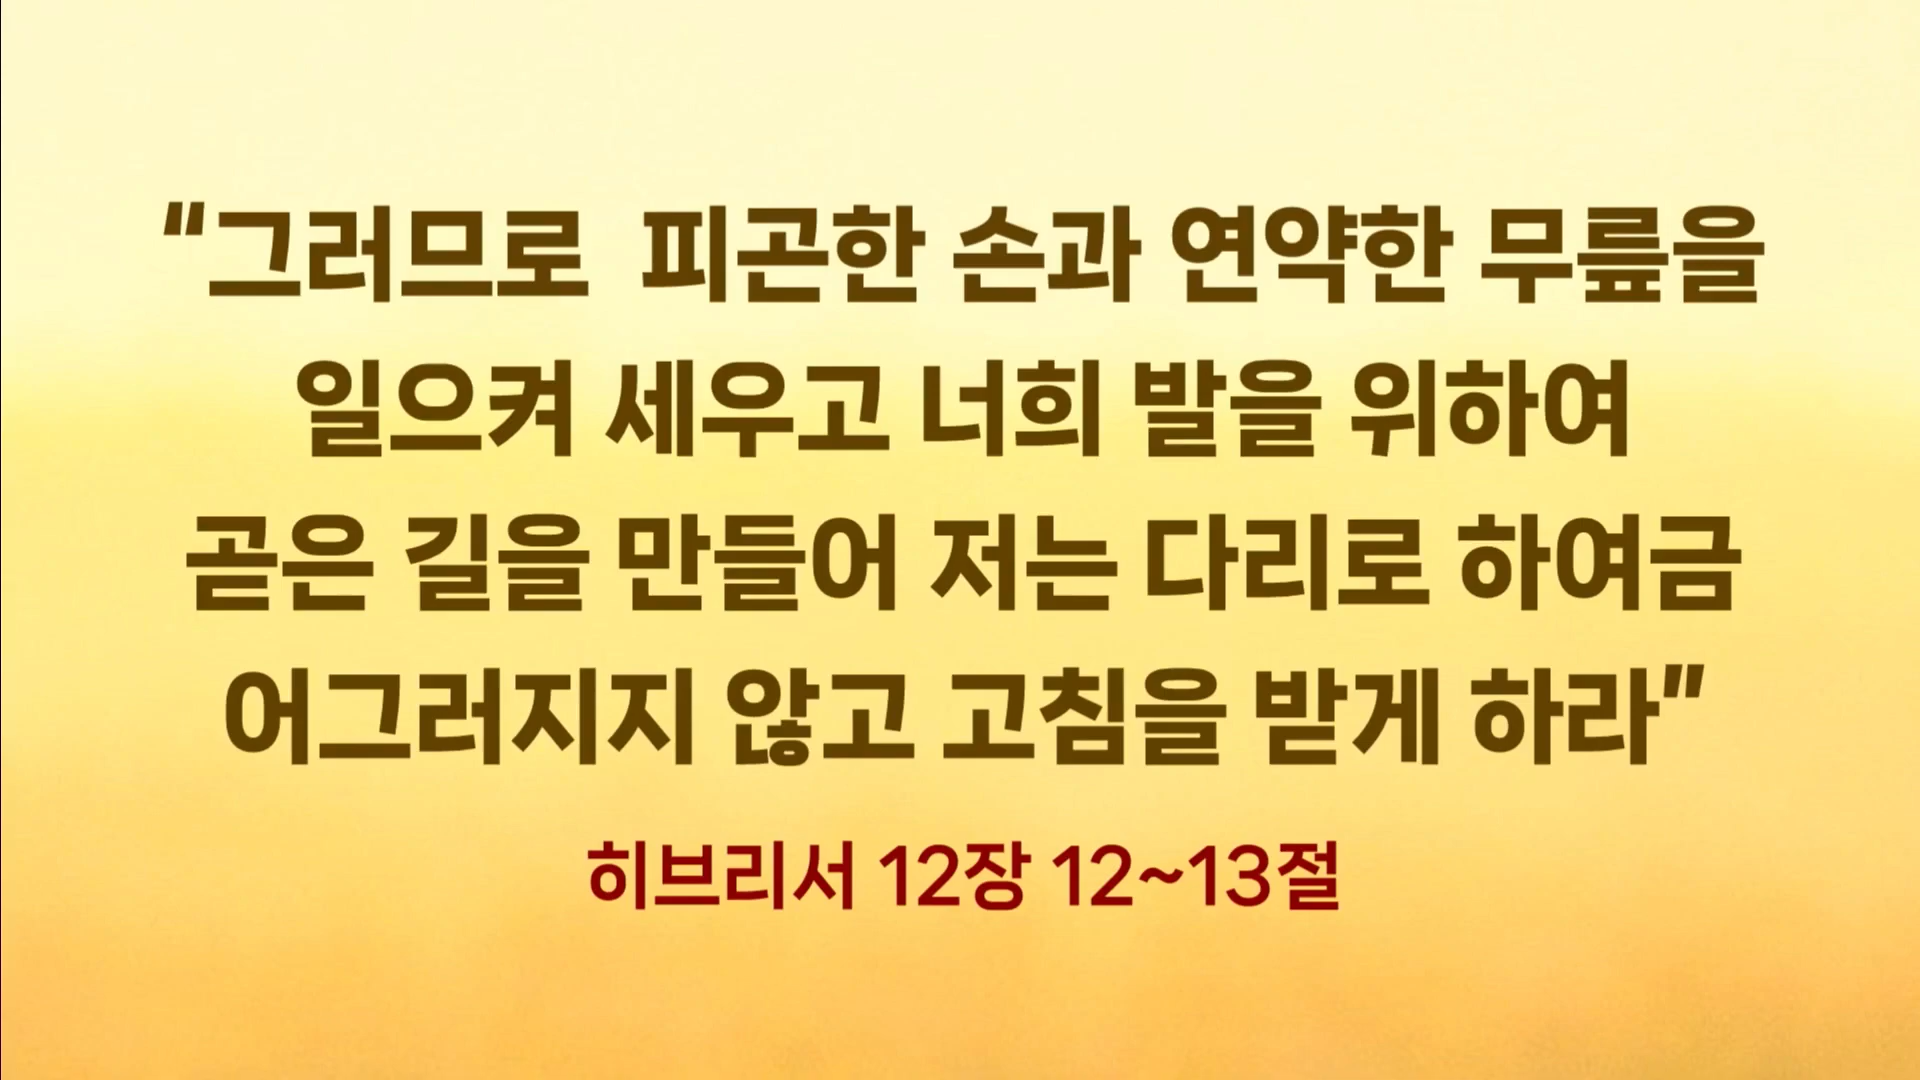 “그러므로  피곤한 손과 연약한 무릎을
일으켜 세우고 너희 발을 위하여
곧은 길을 만들어 저는 다리로 하여금
어그러지지 않고 고침을 받게 하라”
히브리서 12장 12~13절